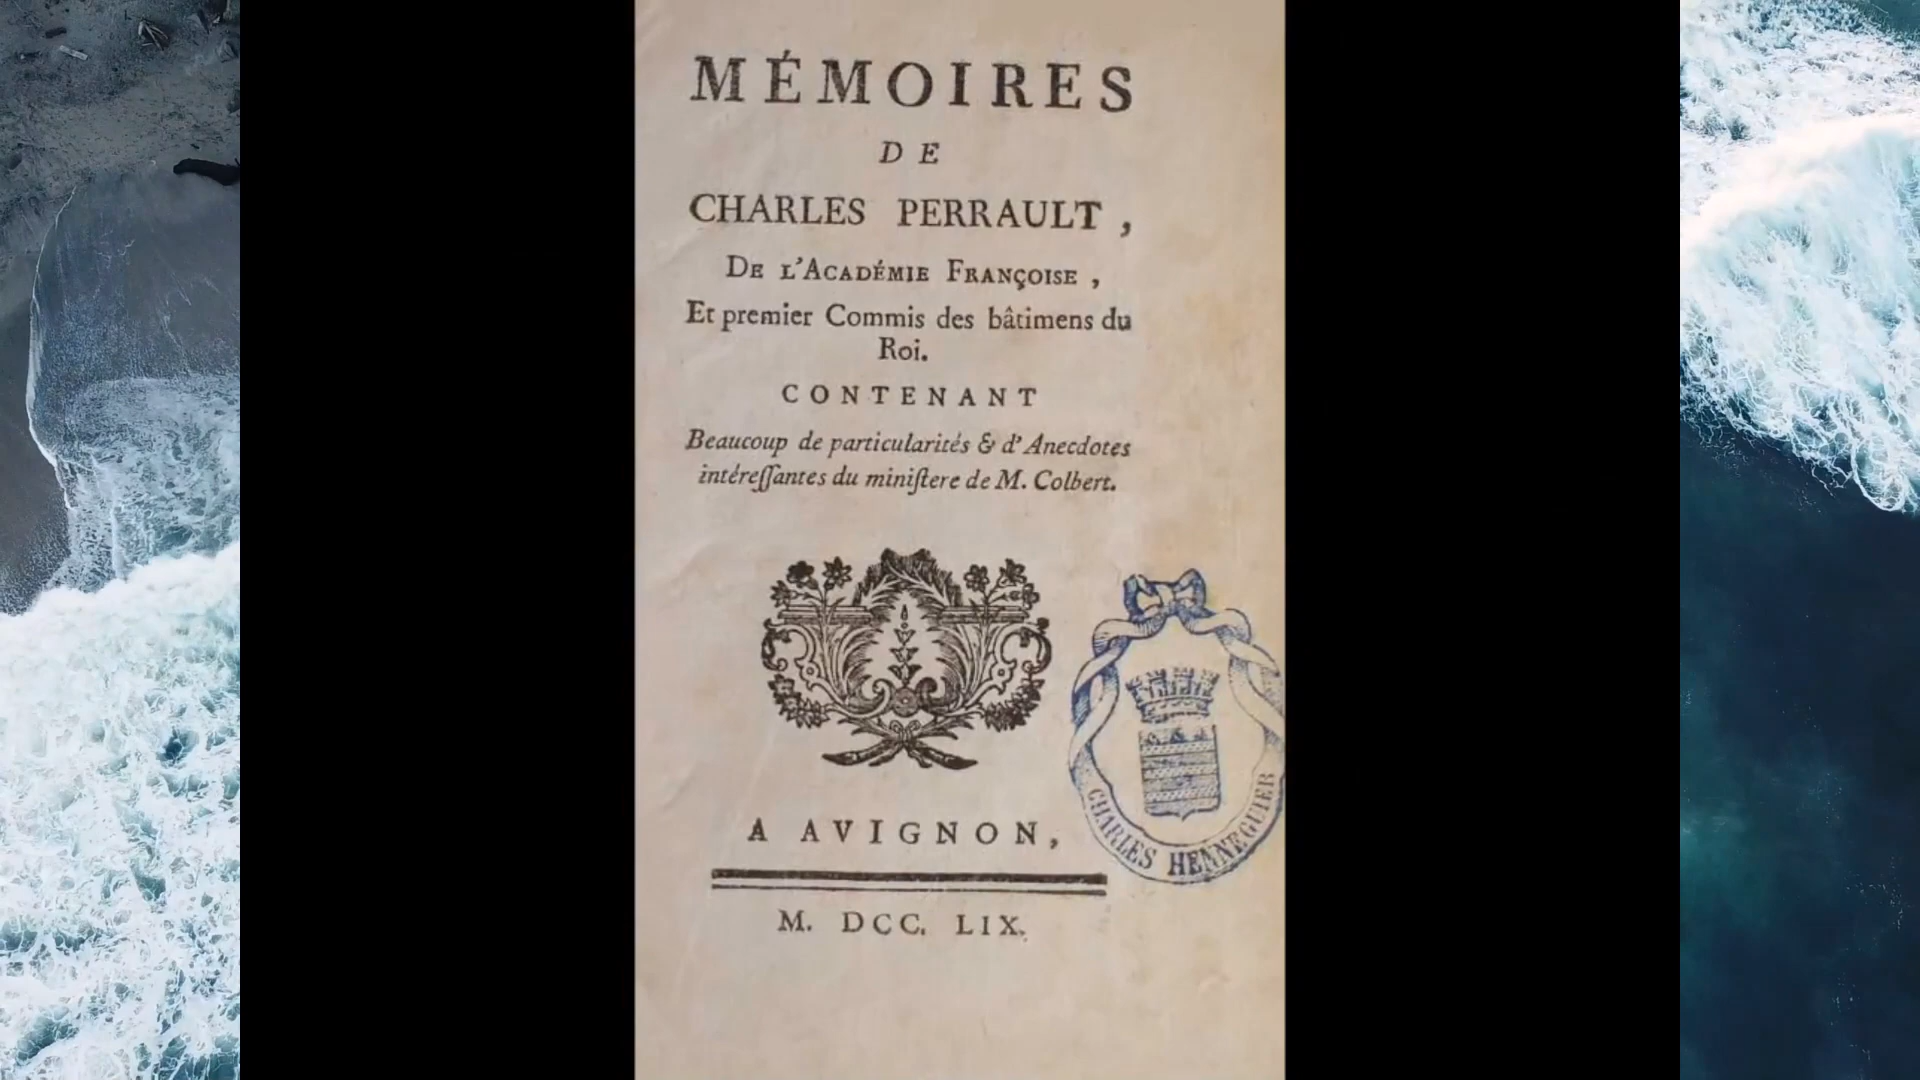 MÉMOIRES
DE
CHARLES PERRAULT,
DE L'ACADÉMIE FRANÇOISE,
Et premier Commis des bâtimens du
Roi.
CONTENANT
Beaucoup de particularités & d'Anecdotes
intéreſſantes du miniſtere de M. Colbert.
A AVIGNON,
M. DCC. LIX.
CHARLES HENNEGUIER